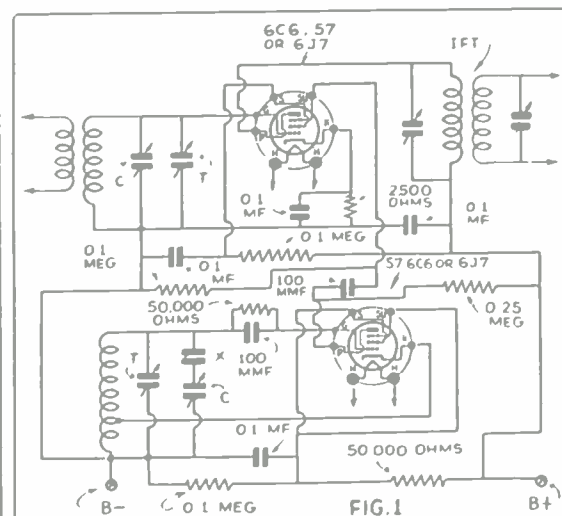 6C6.57
OR 6J7
IFT
C
T
G
P
K
H H
0.1
MF
2500
OHMS
0.1
MF
0.1
MEG
0.1
MF
0.1 MEG
100
MMF
57 6C6 OR 6J7
50,000
OHMS
0.25
MEG
T
X
100
MMF
C
P
K
H H
0.1 MF
50 000 OHMS
B-
0.1 MEG
FIG.1
B+